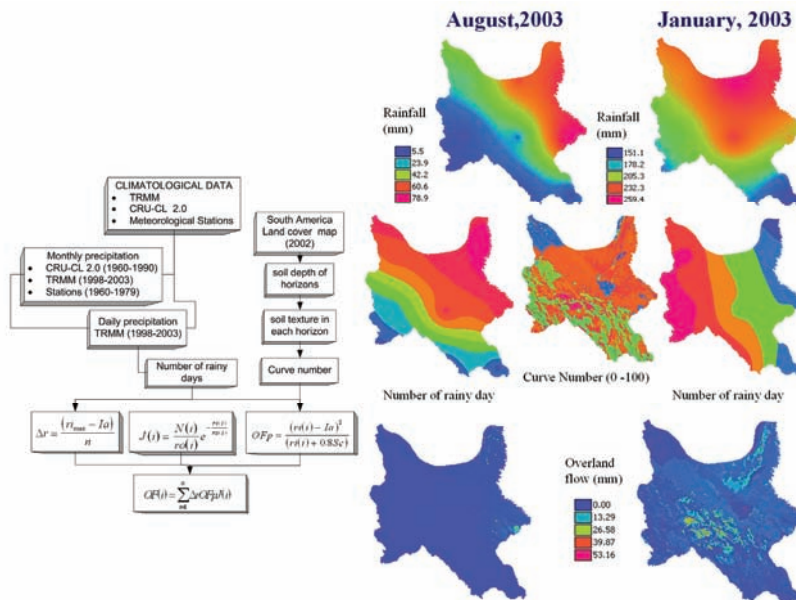 August,2003
January, 2003
Rainfall
(mm)
5.5
23.9
42.2
60.6
78.9
Rainfall
(mm)
151.1
178.2
205.3
232.3
259.4
CLIMATOLOGICAL DATA
• TRMM
• CRU-CL 2.0
• Meteorological Stations
South America
Land cover map
(2002)
Monthly precipitation
• CRU-CL 2.0 (1960-1990)
• TRMM (1998-2003)
• Stations (1960-1979)
soil depth of
horizons
soil texture in
each horizon
Daily precipitation
TRMM (1998-2003)
Number of rainy
days
Curve number
Curve Number (0 -100)
Number of rainy day
Number of rainy day
Overland
flow (mm)
0.00
13.29
26.58
39.87
53.16